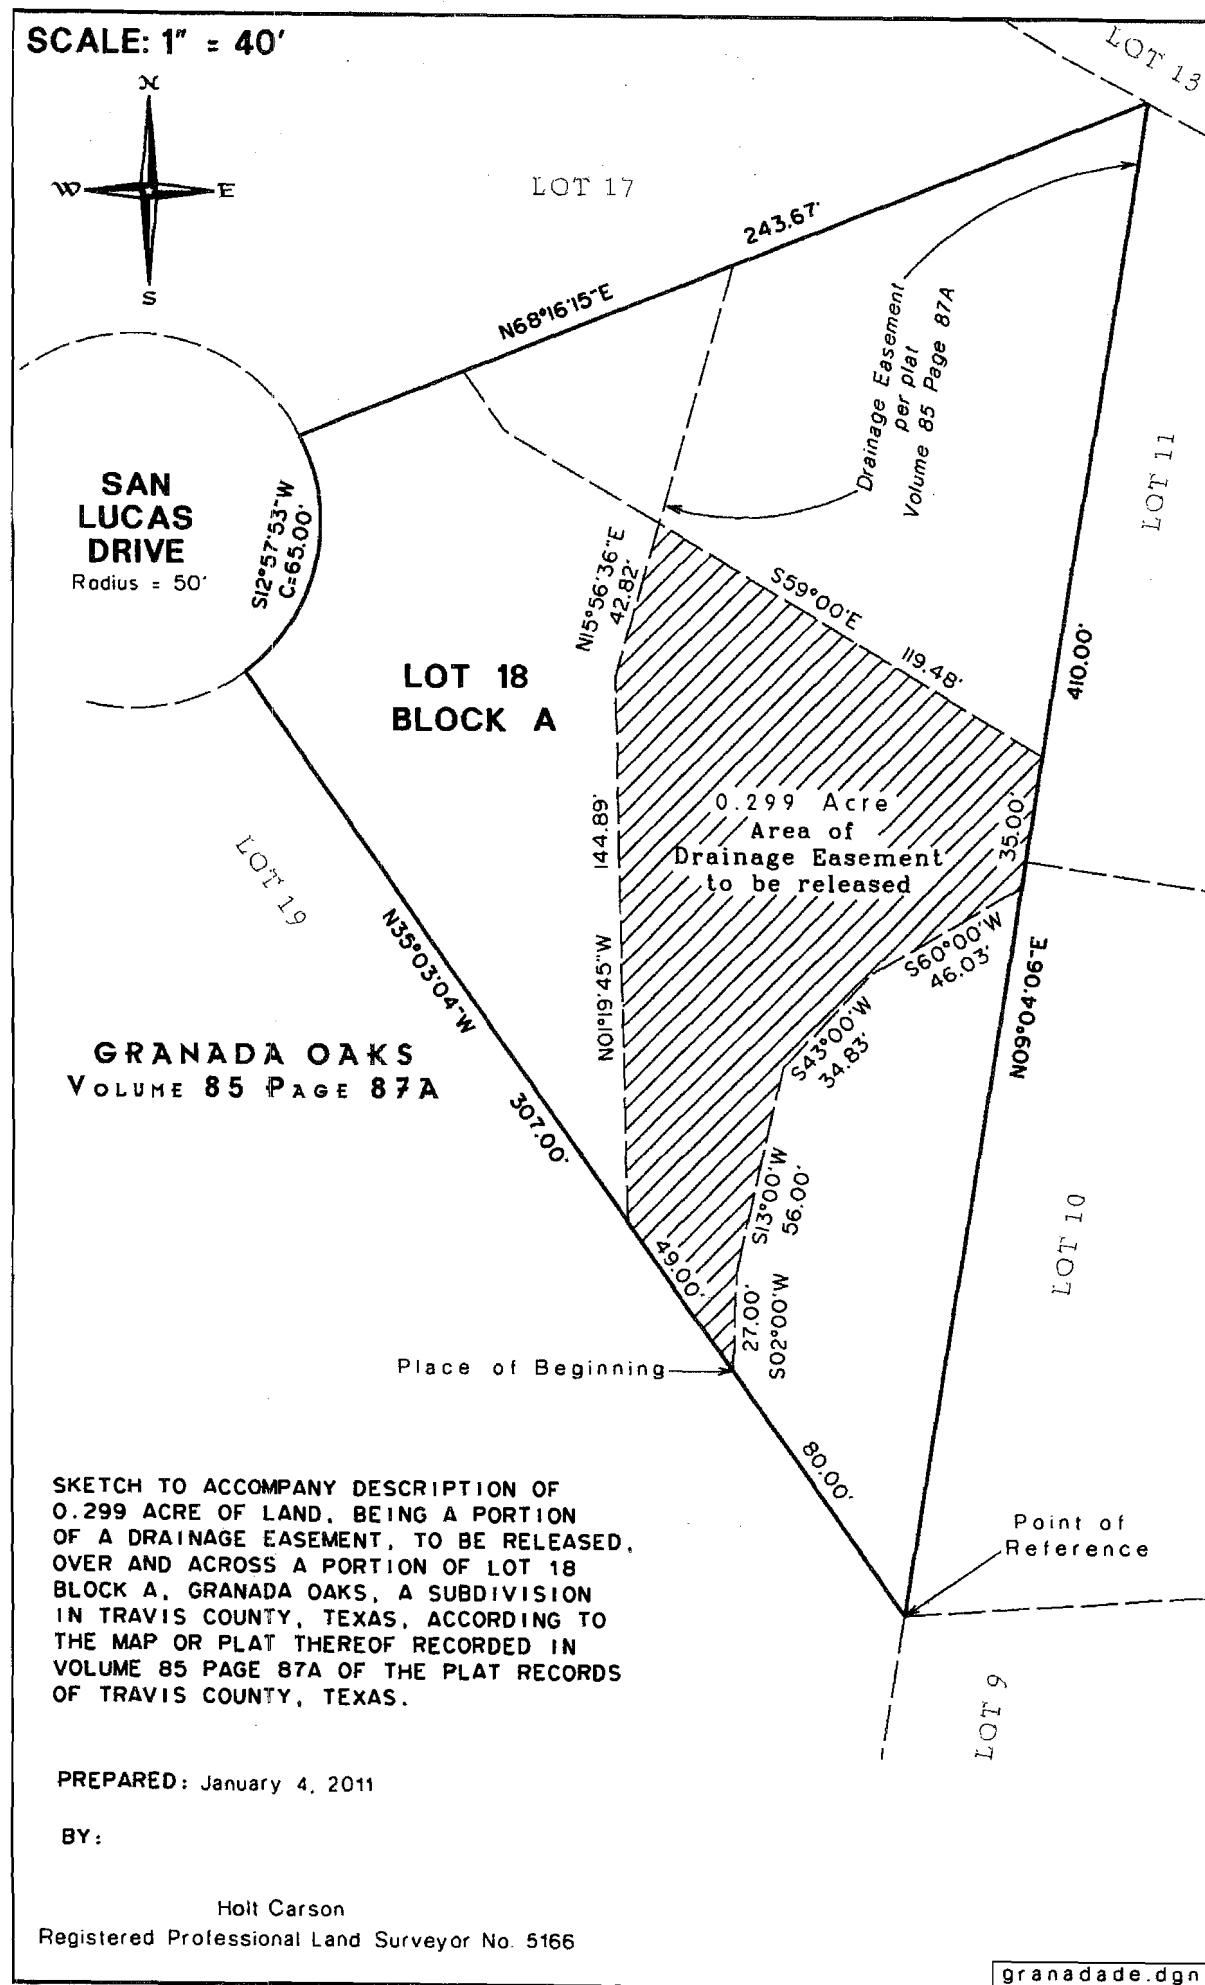 SCALE: 1" = 40'
N
W E
S
LOT 13
LOT 17
243.67'
N68°16'15"E
Drainage Easement
per plat
Volume 85 Page 87A
LOT 11
SAN
LUCAS
DRIVE
Radius = 50'
S12°57'53"W
C=65.00'
N15°56'36"E
42.82'
S59°00'E
119.48'
410.00'
LOT 18
BLOCK A
144.89'
N01°19'45"W
0.299 Acre
Area of
Drainage Easement
to be released
35.00'
LOT 19
N35°03'04"W
307.00'
S60°00'W
46.03'
N09°04'06"E
S43°00'W
34.83'
GRANADA OAKS
VOLUME 85 PAGE 87A
S13°00'W
56.00'
LOT 10
49.00'
27.00'
S02°00'W
Place of Beginning
80.00'
SKETCH TO ACCOMPANY DESCRIPTION OF
0.299 ACRE OF LAND, BEING A PORTION
OF A DRAINAGE EASEMENT, TO BE RELEASED,
OVER AND ACROSS A PORTION OF LOT 18
BLOCK A, GRANADA OAKS, A SUBDIVISION
IN TRAVIS COUNTY, TEXAS, ACCORDING TO
THE MAP OR PLAT THEREOF RECORDED IN
VOLUME 85 PAGE 87A OF THE PLAT RECORDS
OF TRAVIS COUNTY, TEXAS.
Point of
Reference
LOT 9
PREPARED: January 4, 2011
BY:
Holt Carson
Registered Professional Land Surveyor No. 5166
granadade.dgn